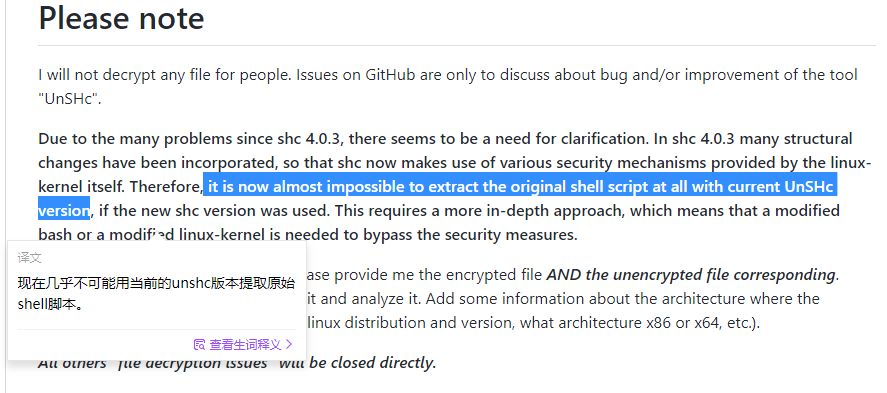 Please note
I will not decrypt any file for people. Issues on GitHub are only to discuss about bug and/or improvement of the tool
"UnSHc".
Due to the many problems since shc 4.0.3, there seems to be a need for clarification. In shc 4.0.3 many structural
changes have been incorporated, so that shc now makes use of various security mechanisms provided by the linux-
kernel itself. Therefore, it is now almost impossible to extract the original shell script at all with current UnSHc
version, if the new shc version was used. This requires a more in-depth approach, which means that a modified
bash or a modified linux-kernel is needed to bypass the security measures.
译文
现在几乎不可能用当前的unshc版本提取原始
shell脚本。
查看生词释义
ase provide me the encrypted file AND the unencrypted file corresponding.
it and analyze it. Add some information about the architecture where the
linux distribution and version, what architecture x86 or x64, etc.).
All others "file decryption issues" will be closed directly.